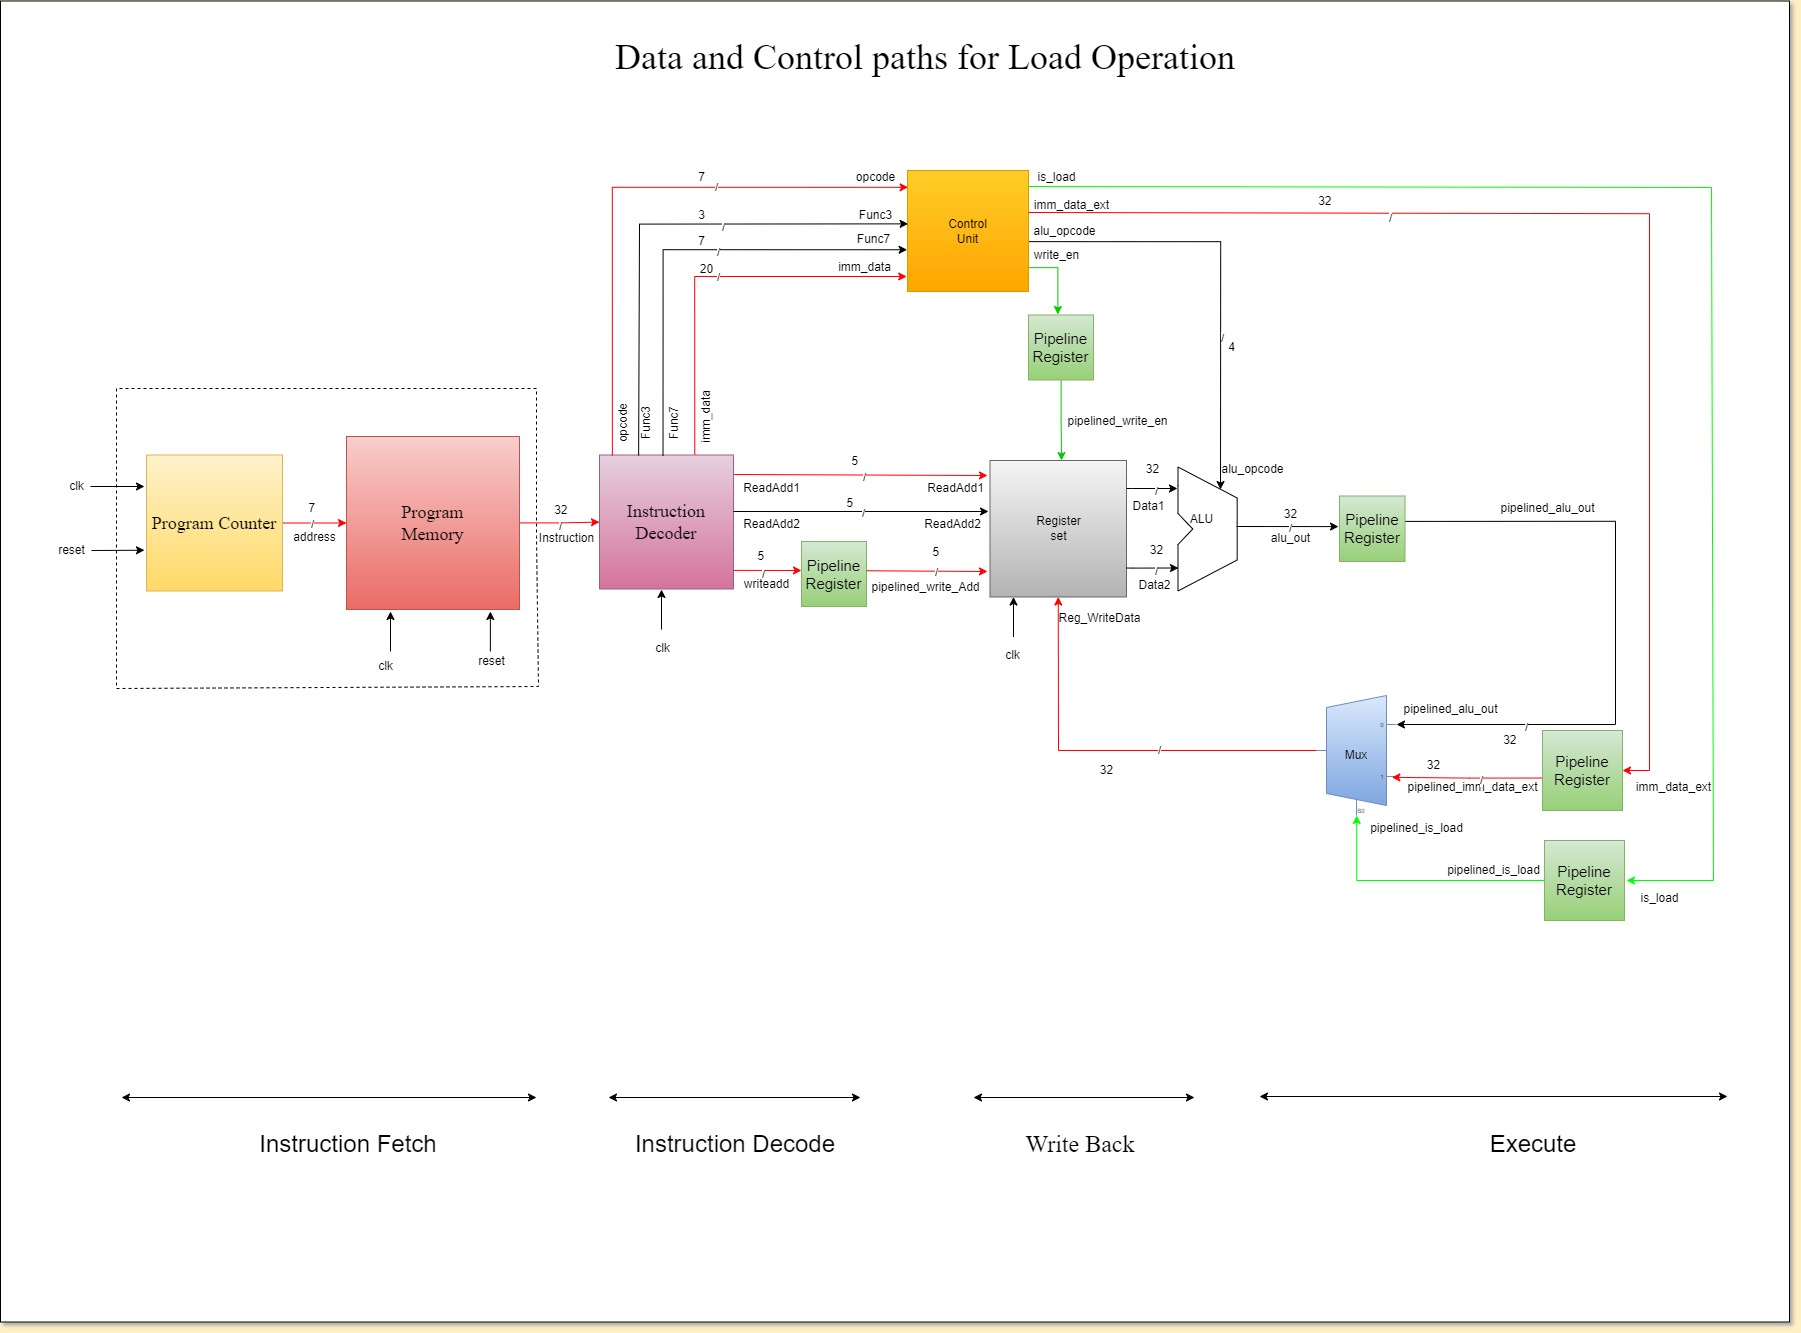 Data and Control paths for Load Operation
7
opcode
is_load
imm_data_ext
32
3
Func3
Control
Unit
alu_opcode
7
Func7
write_en
20
imm_data
Pipeline
Register
4
opcode
Func3
Func7
imm_data
pipelined_write_en
clk
reset
Program Counter
7
address
Program
Memory
clk
reset
32
Instruction
Instruction
Decoder
clk
5
ReadAdd1
ReadAdd1
5
ReadAdd2
ReadAdd2
5
writeadd
Pipeline
Register
5
pipelined_write_Add
Register
set
clk
Reg_WriteData
32
Data1
32
Data2
ALU
alu_opcode
32
alu_out
Pipeline
Register
pipelined_alu_out
pipelined_alu_out
32
0
Mux
1
S0
32
pipelined_imm_data_ext
Pipeline
Register
imm_data_ext
32
pipelined_is_load
pipelined_is_load
Pipeline
Register
is_load
Instruction Fetch
Instruction Decode
Write Back
Execute